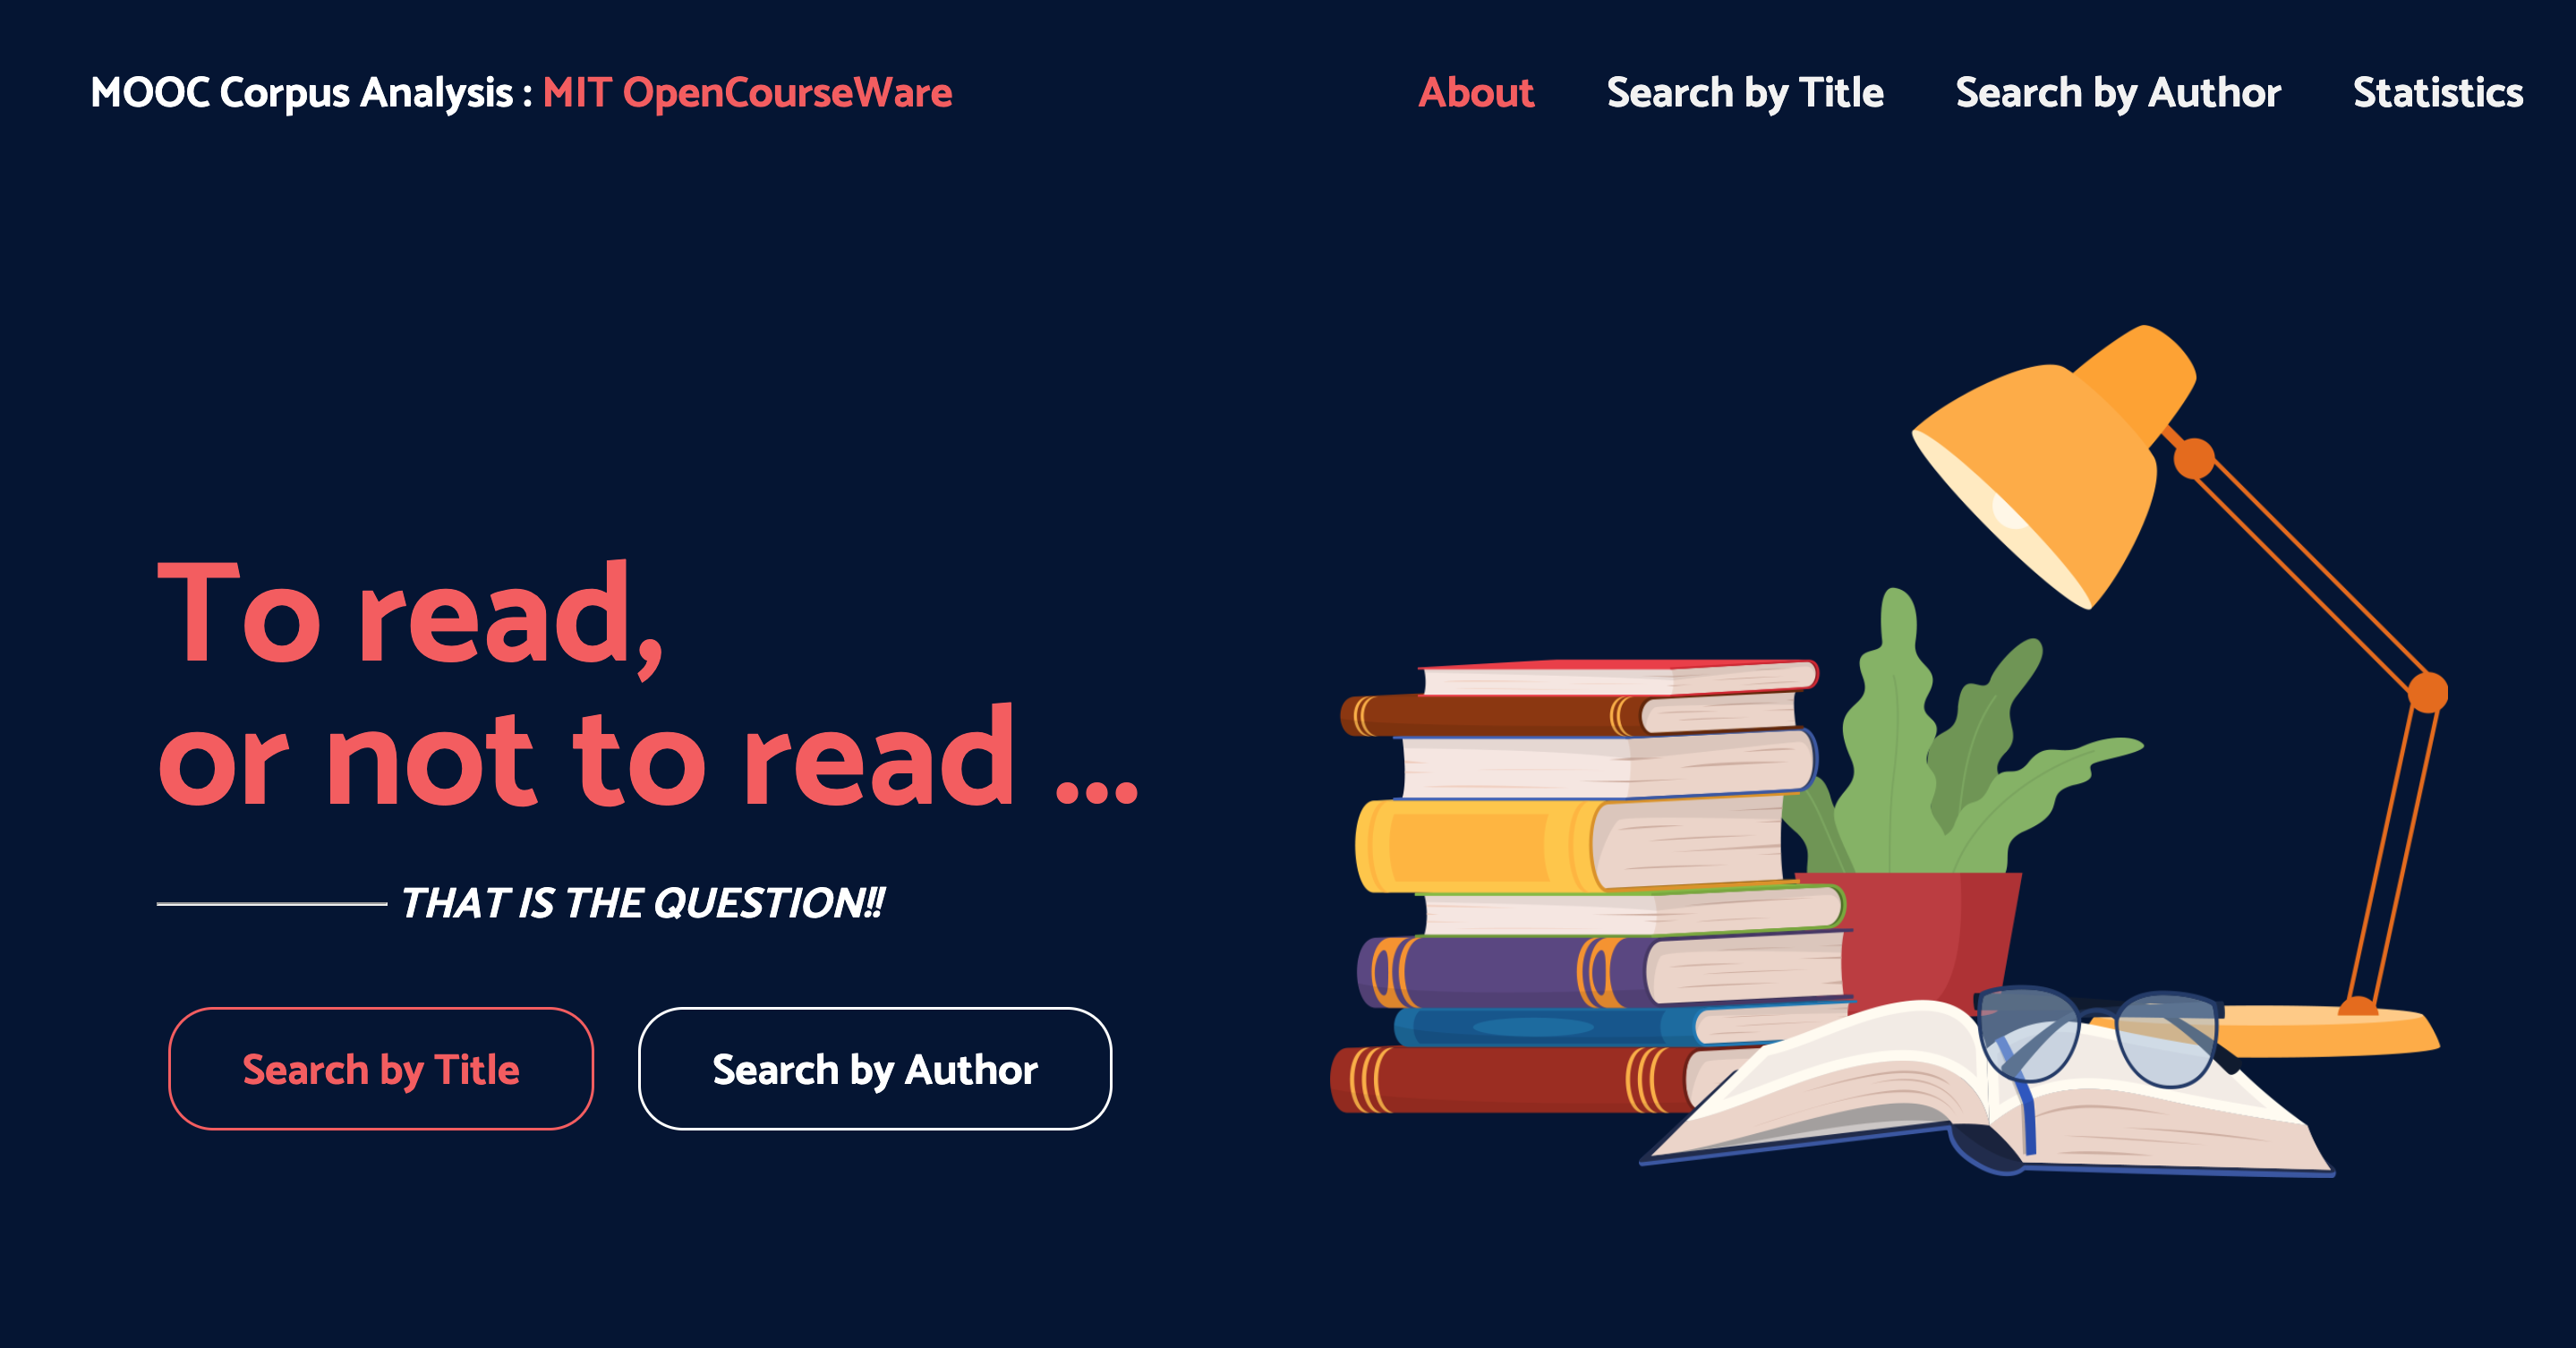 MOOC Corpus Analysis : MIT OpenCourseWare
About
Search by Title
Search by Author
Statistics
To read,
or not to read ...
THAT IS THE QUESTION!!
Search by Title
Search by Author